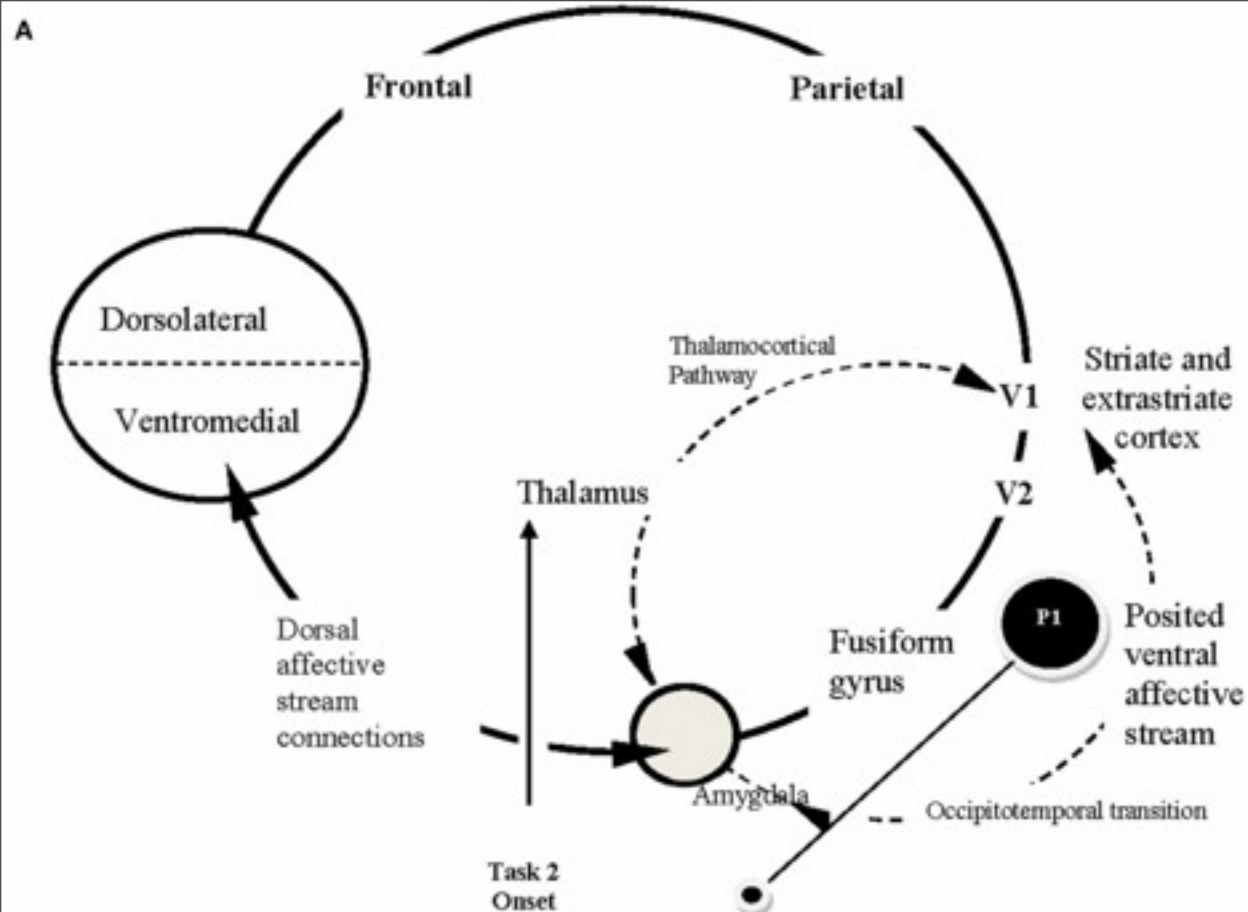 A
Frontal
Parietal
Dorsolateral
Ventromedial
Thalamocortical
Pathway
V1
Striate and
extrastriate
cortex
Thalamus
V2
P1
Dorsal
affective
stream
connections
Fusiform
gyrus
Posited
ventral
affective
stream
Amygdala
Occipitotemporal transition
Task 2
Onset